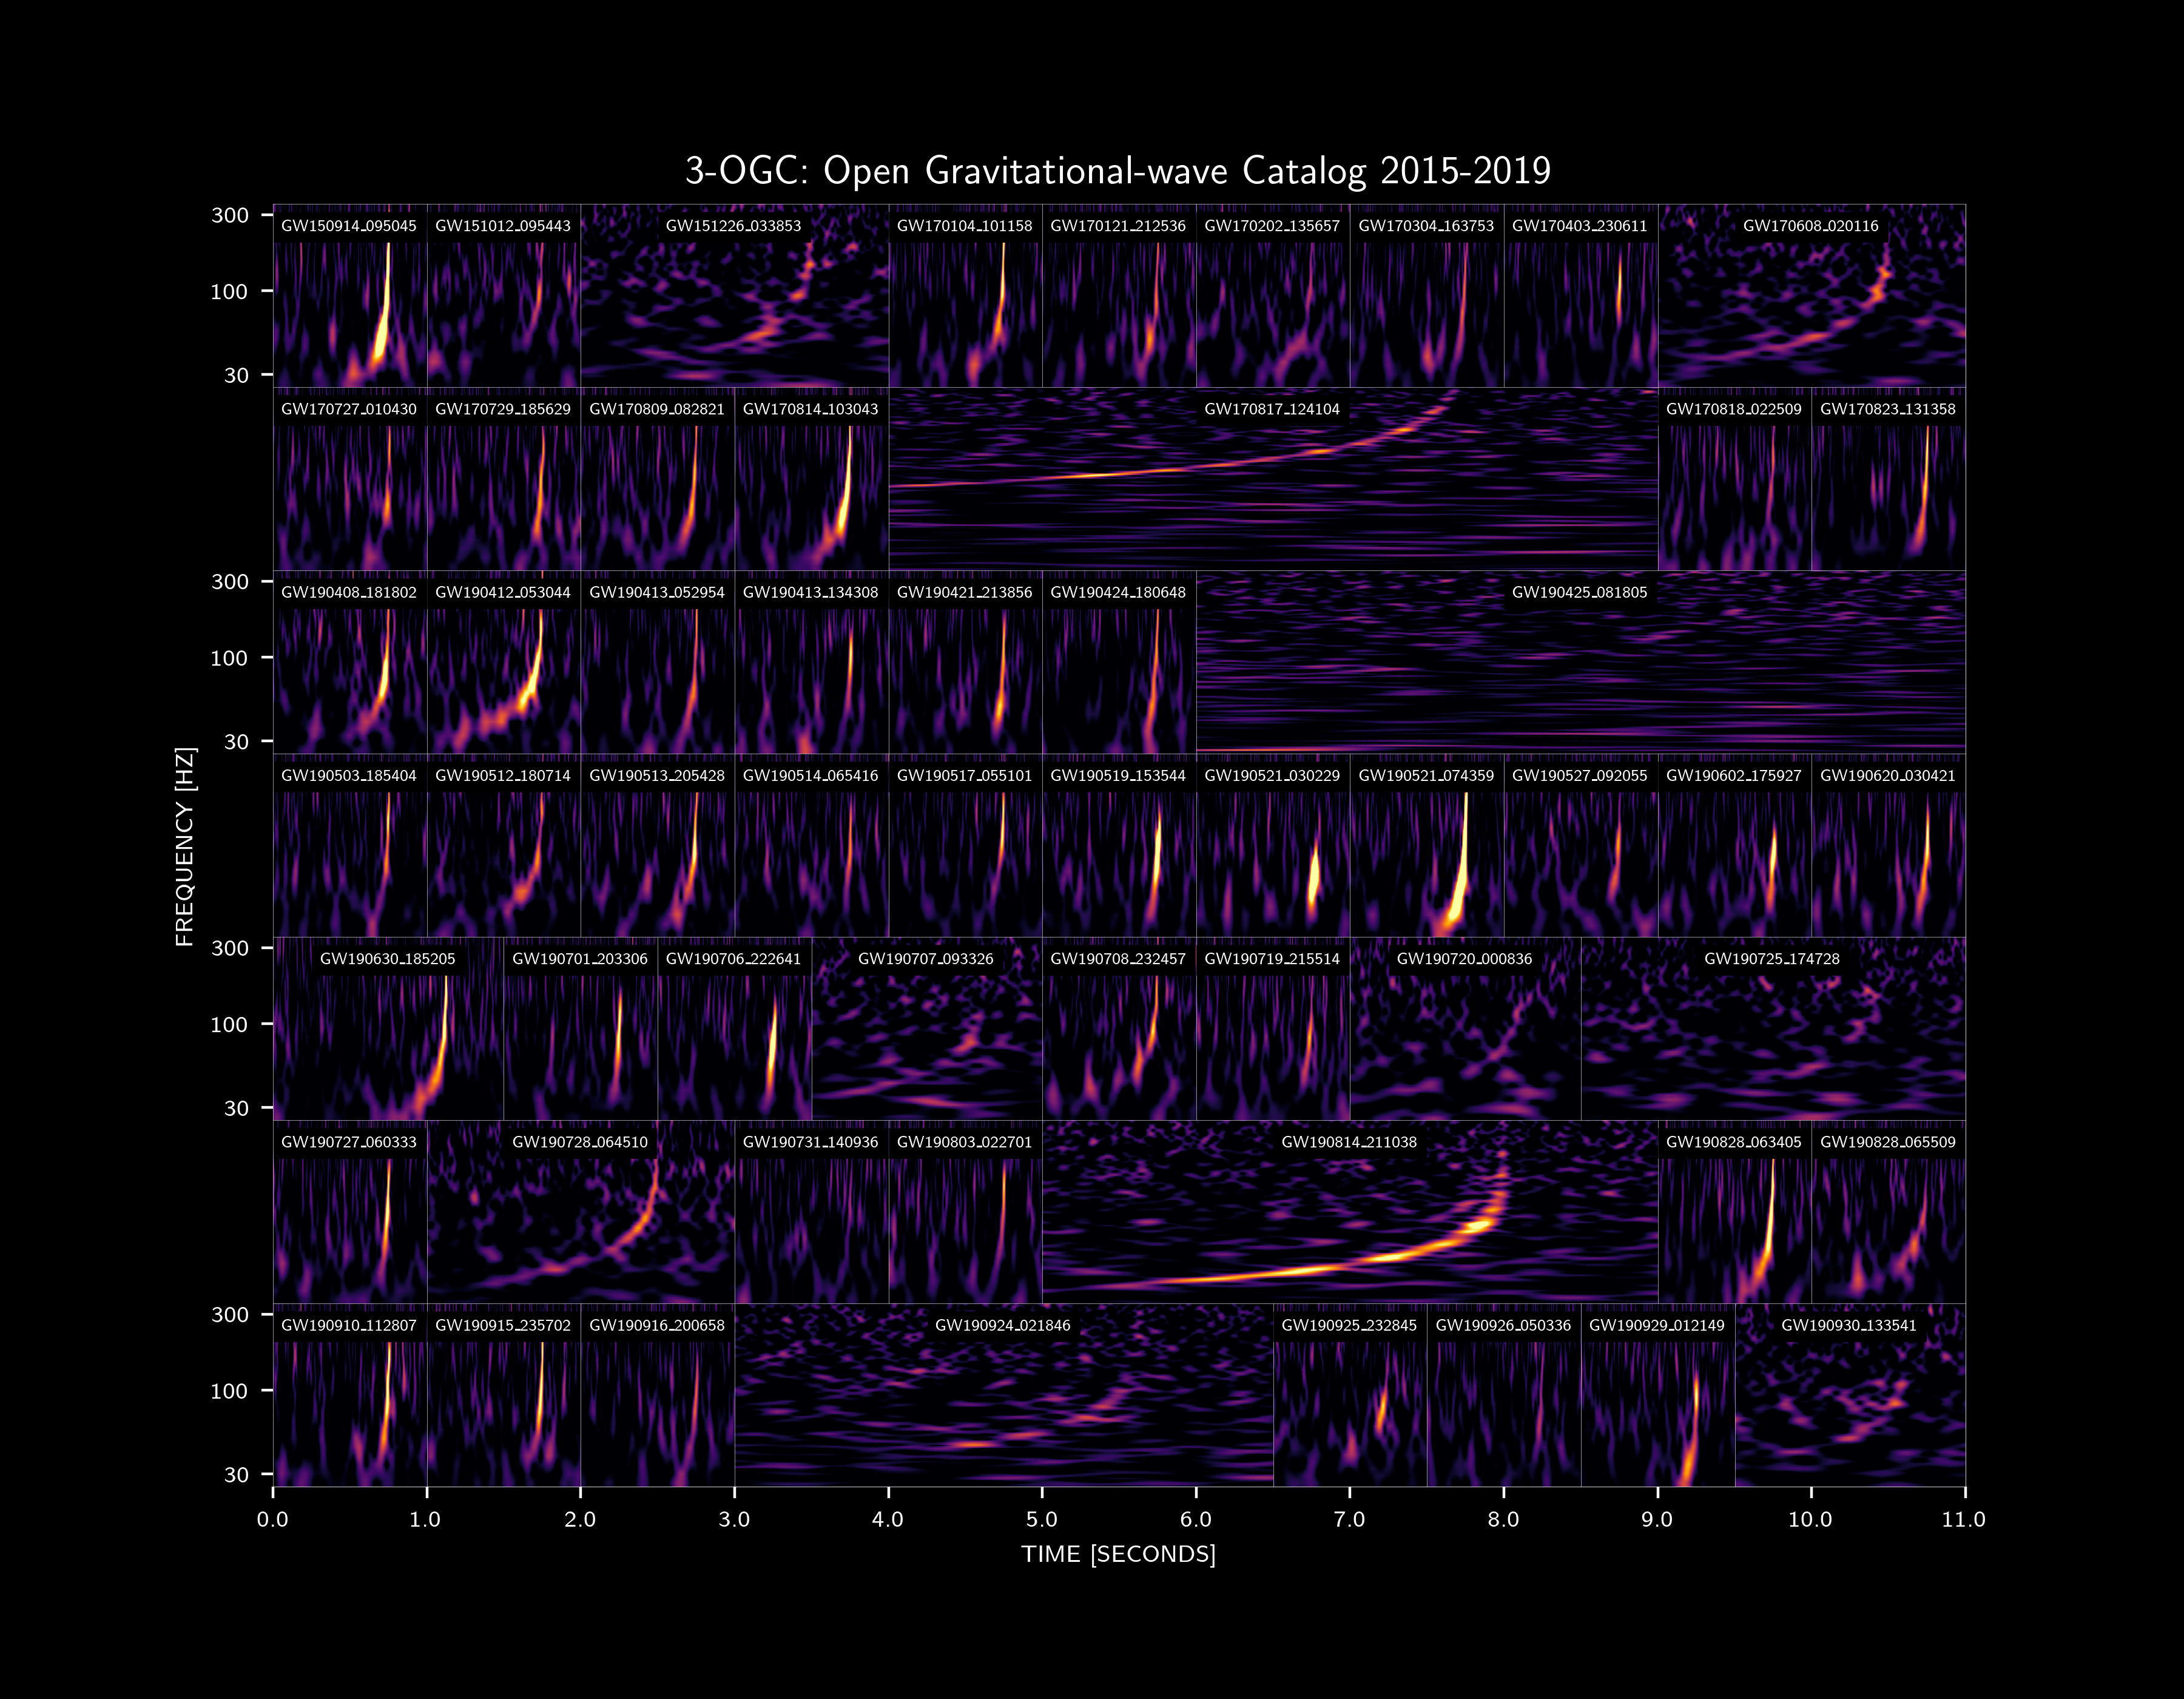 3-OGC: Open Gravitational-wave Catalog 2015-2019
300
GW150914_095045 GW151012_095443 GW151226_033853 GW170104_101158 GW170121_212536 GW170202_135657 GW170304_163753 GW170403_230611 GW170608_020116
100
30
GW170727_010430 GW170729_185629 GW170809_082821 GW170814_103043 GW170817_124104 GW170818_022509 GW170823_131358
300
GW190408_181802 GW190412_053044 GW190413_052954 GW190413_134308 GW190421_213856 GW190424_180648 GW190425_081805
100
30
FREQUENCY [HZ]
GW190503_185404 GW190512_180714 GW190513_205428 GW190514_065416 GW190517_055101 GW190519_153544 GW190521_030229 GW190521_074359 GW190527_092055 GW190602_175927 GW190620_030421
300
GW190630_185205 GW190701_203306 GW190706_222641 GW190707_093326 GW190708_232457 GW190719_215514 GW190720_000836 GW190725_174728
100
30
GW190727_060333 GW190728_064510 GW190731_140936 GW190803_022701 GW190814_211038 GW190828_063405 GW190828_065509
300
GW190910_112807 GW190915_235702 GW190916_200658 GW190924_021846 GW190925_232845 GW190926_050336 GW190929_012149 GW190930_133541
100
30
0.0 1.0 2.0 3.0 4.0 5.0 6.0 7.0 8.0 9.0 10.0 11.0
TIME [SECONDS]